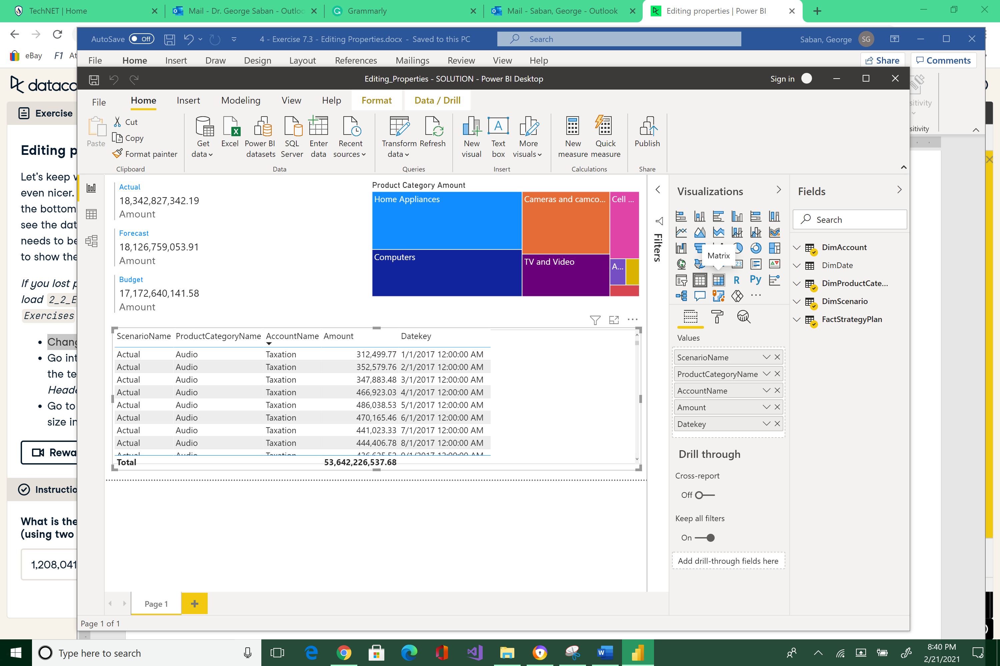 TechNET | Home
Mail - Dr. George Saban - Outloo
Grammarly
Mail - Saban, George - Outlook
Editing properties | Power BI
eBay
F1 At
AutoSave Off
4 - Exercise 7.3 - Editing Properties.docx - Saved to this PC
Search
Saban, George SG
File Home Insert Draw Design Layout References Mailings Review View Help
Share Comments
Editing_Properties - SOLUTION - Power BI Desktop
Sign in
File Home Insert Modeling View Help Format Data / Drill
Paste
Cut
Copy
Format painter
Clipboard
Get data
Excel
Power BI datasets
SQL Server
Enter data
Recent sources
Data
Transform data
Refresh
Queries
New visual
Text box
More visuals
Insert
New measure
Quick measure
Calculations
Publish
Share
sitivity
sitivity
dataca
Exercise
Editing p
Let's keep w
even nicer.
the bottom
see the dat
needs to be
to show the
If you lost p
load 2_2_E
Exercises
Chang
Go int
the te
Heade
Go to
size in
Rewa
Instructio
What is the
(using two
1,208,041
Actual
18,342,827,342.19
Amount
Forecast
18,126,759,053.91
Amount
Budget
17,172,640,141.58
Amount
Product Category Amount
Home Appliances
Computers
Cameras and camco...
TV and Video
Cell ...
A...
ScenarioName ProductCategoryName AccountName Amount Datekey
Actual Audio Taxation 312,499.77 1/1/2017 12:00:00 AM
Actual Audio Taxation 352,579.76 2/1/2017 12:00:00 AM
Actual Audio Taxation 347,883.48 3/1/2017 12:00:00 AM
Actual Audio Taxation 466,923.03 4/1/2017 12:00:00 AM
Actual Audio Taxation 486,038.53 5/1/2017 12:00:00 AM
Actual Audio Taxation 470,165.46 6/1/2017 12:00:00 AM
Actual Audio Taxation 441,023.33 7/1/2017 12:00:00 AM
Actual Audio Taxation 444,406.78 8/1/2017 12:00:00 AM
Total 53,642,226,537.68
Filters
Visualizations
Matrix
123
R
Py
Values
ScenarioName
ProductCategoryName
AccountName
Amount
Datekey
Drill through
Cross-report
Off
Keep all filters
On
Add drill-through fields here
Fields
Search
DimAccount
DimDate
DimProductCate...
DimScenario
FactStrategyPlan
Page 1
Page 1 of 1
Type here to search
8:40 PM
2/21/2021